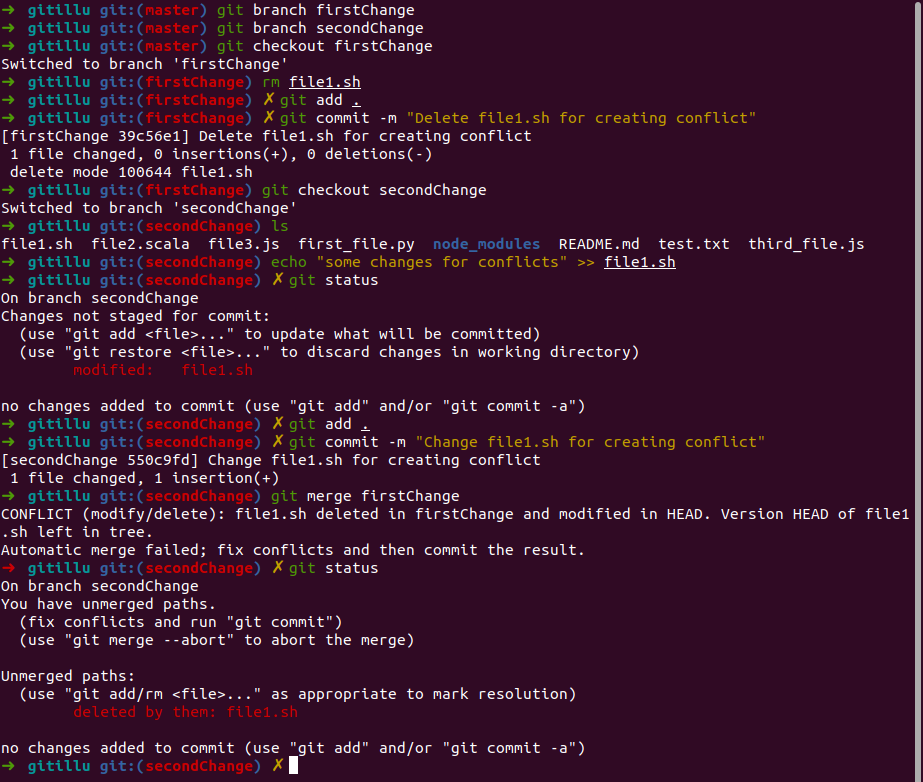 ➜  gitillu git:(master) git branch firstChange
➜  gitillu git:(master) git branch secondChange
➜  gitillu git:(master) git checkout firstChange
Switched to branch 'firstChange'
➜  gitillu git:(firstChange) rm file1.sh
➜  gitillu git:(firstChange) ✗ git add .
➜  gitillu git:(firstChange) ✗ git commit -m "Delete file1.sh for creating conflict"
[firstChange 39c56e1] Delete file1.sh for creating conflict
 1 file changed, 0 insertions(+), 0 deletions(-)
 delete mode 100644 file1.sh
➜  gitillu git:(firstChange) git checkout secondChange
Switched to branch 'secondChange'
➜  gitillu git:(secondChange) ls
file1.sh  file2.scala  file3.js  first_file.py  node_modules  README.md  test.txt  third_file.js
➜  gitillu git:(secondChange) echo "some changes for conflicts" >> file1.sh
➜  gitillu git:(secondChange) ✗ git status
On branch secondChange
Changes not staged for commit:
  (use "git add <file>..." to update what will be committed)
  (use "git restore <file>..." to discard changes in working directory)
        modified:   file1.sh

no changes added to commit (use "git add" and/or "git commit -a")
➜  gitillu git:(secondChange) ✗ git add .
➜  gitillu git:(secondChange) ✗ git commit -m "Change file1.sh for creating conflict"
[secondChange 550c9fd] Change file1.sh for creating conflict
 1 file changed, 1 insertion(+)
➜  gitillu git:(secondChange) git merge firstChange
CONFLICT (modify/delete): file1.sh deleted in firstChange and modified in HEAD. Version HEAD of file1
.sh left in tree.
Automatic merge failed; fix conflicts and then commit the result.
➜  gitillu git:(secondChange) ✗ git status
On branch secondChange
You have unmerged paths.
  (fix conflicts and run "git commit")
  (use "git merge --abort" to abort the merge)

Unmerged paths:
  (use "git add/rm <file>..." as appropriate to mark resolution)
        deleted by them: file1.sh

no changes added to commit (use "git add" and/or "git commit -a")
➜  gitillu git:(secondChange) ✗